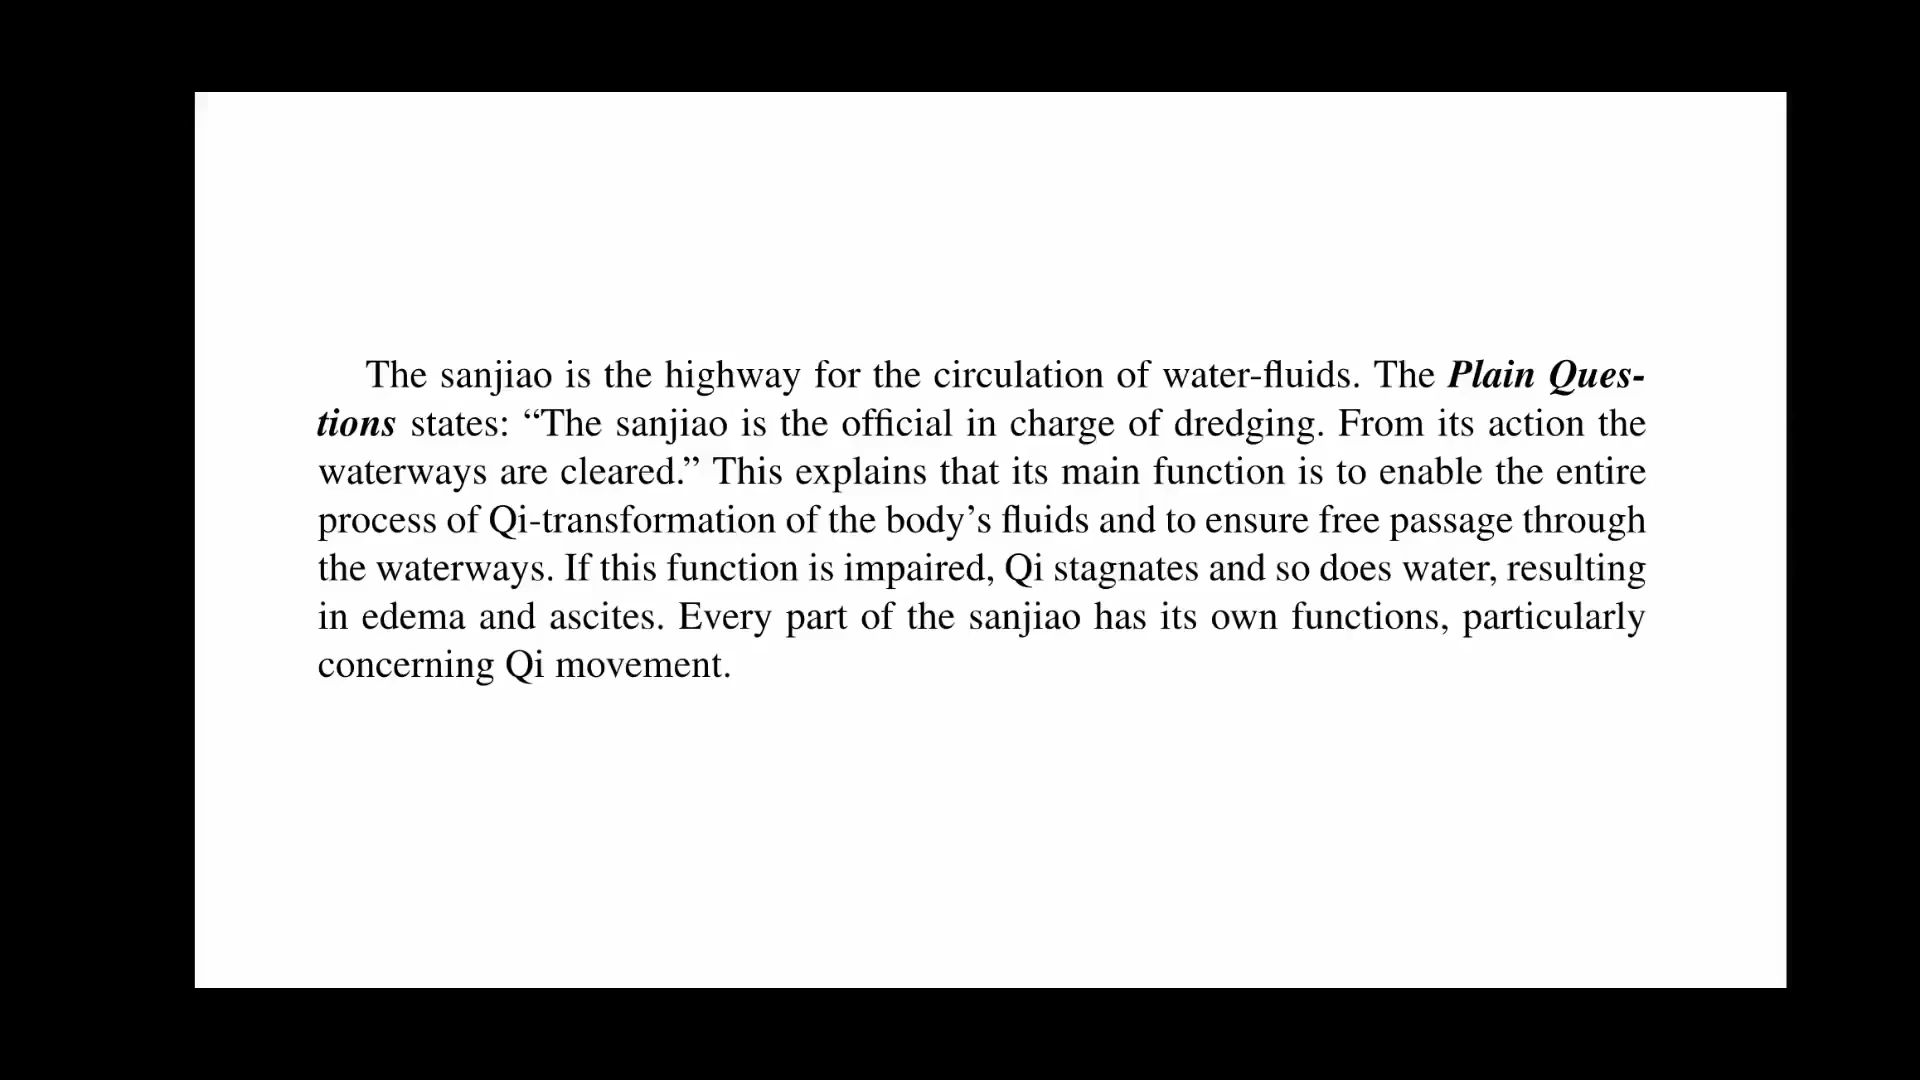 The sanjiao is the highway for the circulation of water-fluids. The Plain Ques-
tions states: “The sanjiao is the official in charge of dredging. From its action the
waterways are cleared.” This explains that its main function is to enable the entire
process of Qi-transformation of the body’s fluids and to ensure free passage through
the waterways. If this function is impaired, Qi stagnates and so does water, resulting
in edema and ascites. Every part of the sanjiao has its own functions, particularly
concerning Qi movement.